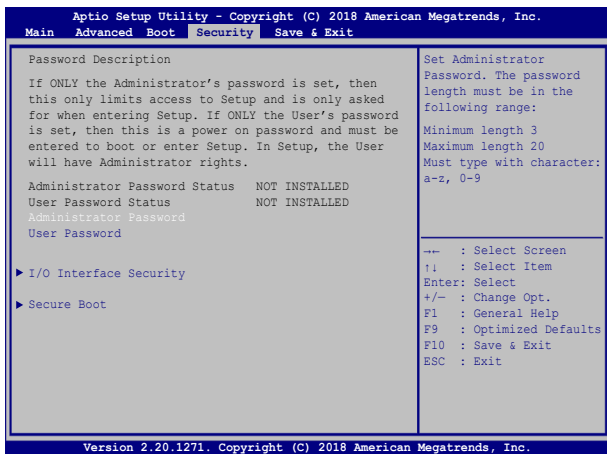 Aptio Setup Utility - Copyright (C) 2018 American Megatrends, Inc.
Main Advanced Boot Security Save & Exit
Password Description
If ONLY the Administrator's password is set, then
this only limits access to Setup and is only asked
for when entering Setup. If ONLY the User's password
is set, then this is a power on password and must be
entered to boot or enter Setup. In Setup, the User
will have Administrator rights.
Administrator Password Status NOT INSTALLED
User Password Status NOT INSTALLED
Administrator Password
User Password
▶ I/O Interface Security
▶ Secure Boot
Set Administrator
Password. The password
length must be in the
following range:
Minimum length 3
Maximum length 20
Must type with character:
a-z, 0-9
→← : Select Screen
↑↓ : Select Item
Enter: Select
+/— : Change Opt.
F1 : General Help
F9 : Optimized Defaults
F10 : Save & Exit
ESC : Exit
Version 2.20.1271. Copyright (C) 2018 American Megatrends, Inc.